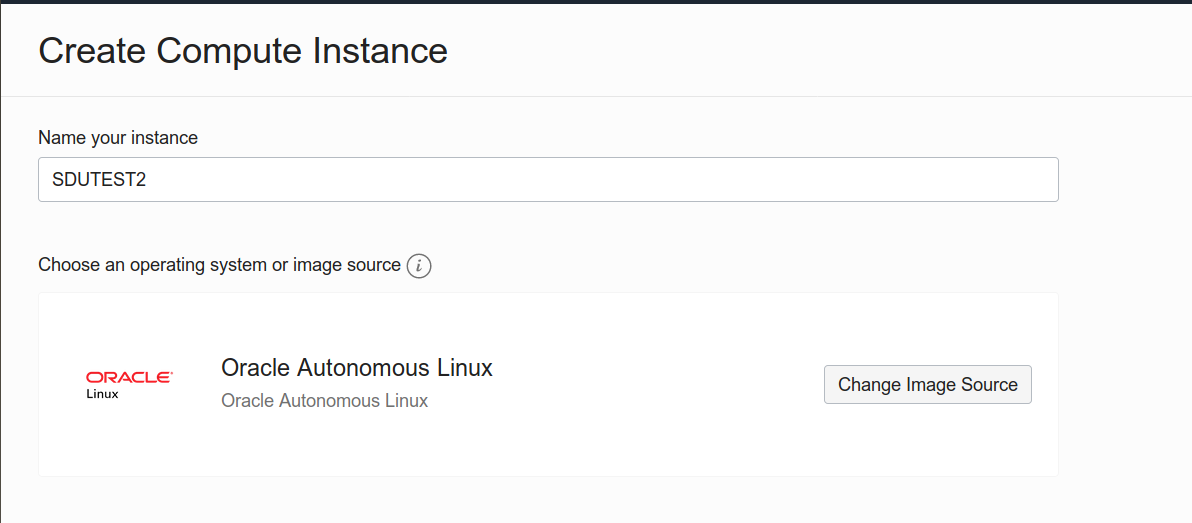 Create Compute Instance
Name your instance
SDUTEST2
Choose an operating system or image source i
ORACLE
Linux
Oracle Autonomous Linux
Oracle Autonomous Linux
Change Image Source